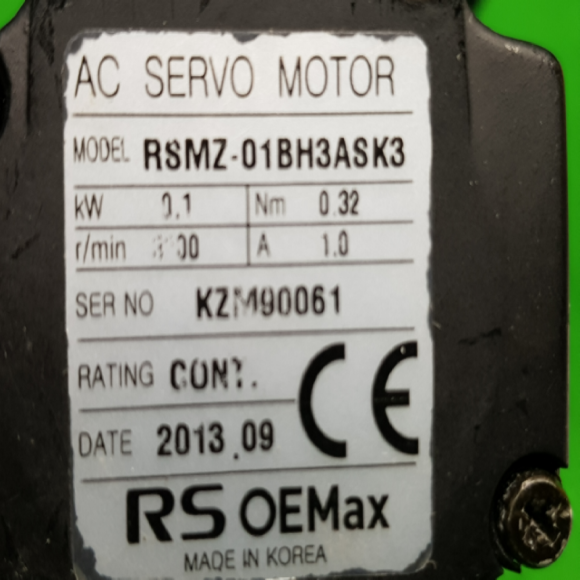 AC SERVO MOTOR
MODEL RSMZ-01BH3ASK3
kW 0.1 Nm 0.32
r/min A 1.0
SER NO KZM90061
RATING CONT.
DATE 2013.09
CE
RS OEMax
MADE IN KOREA